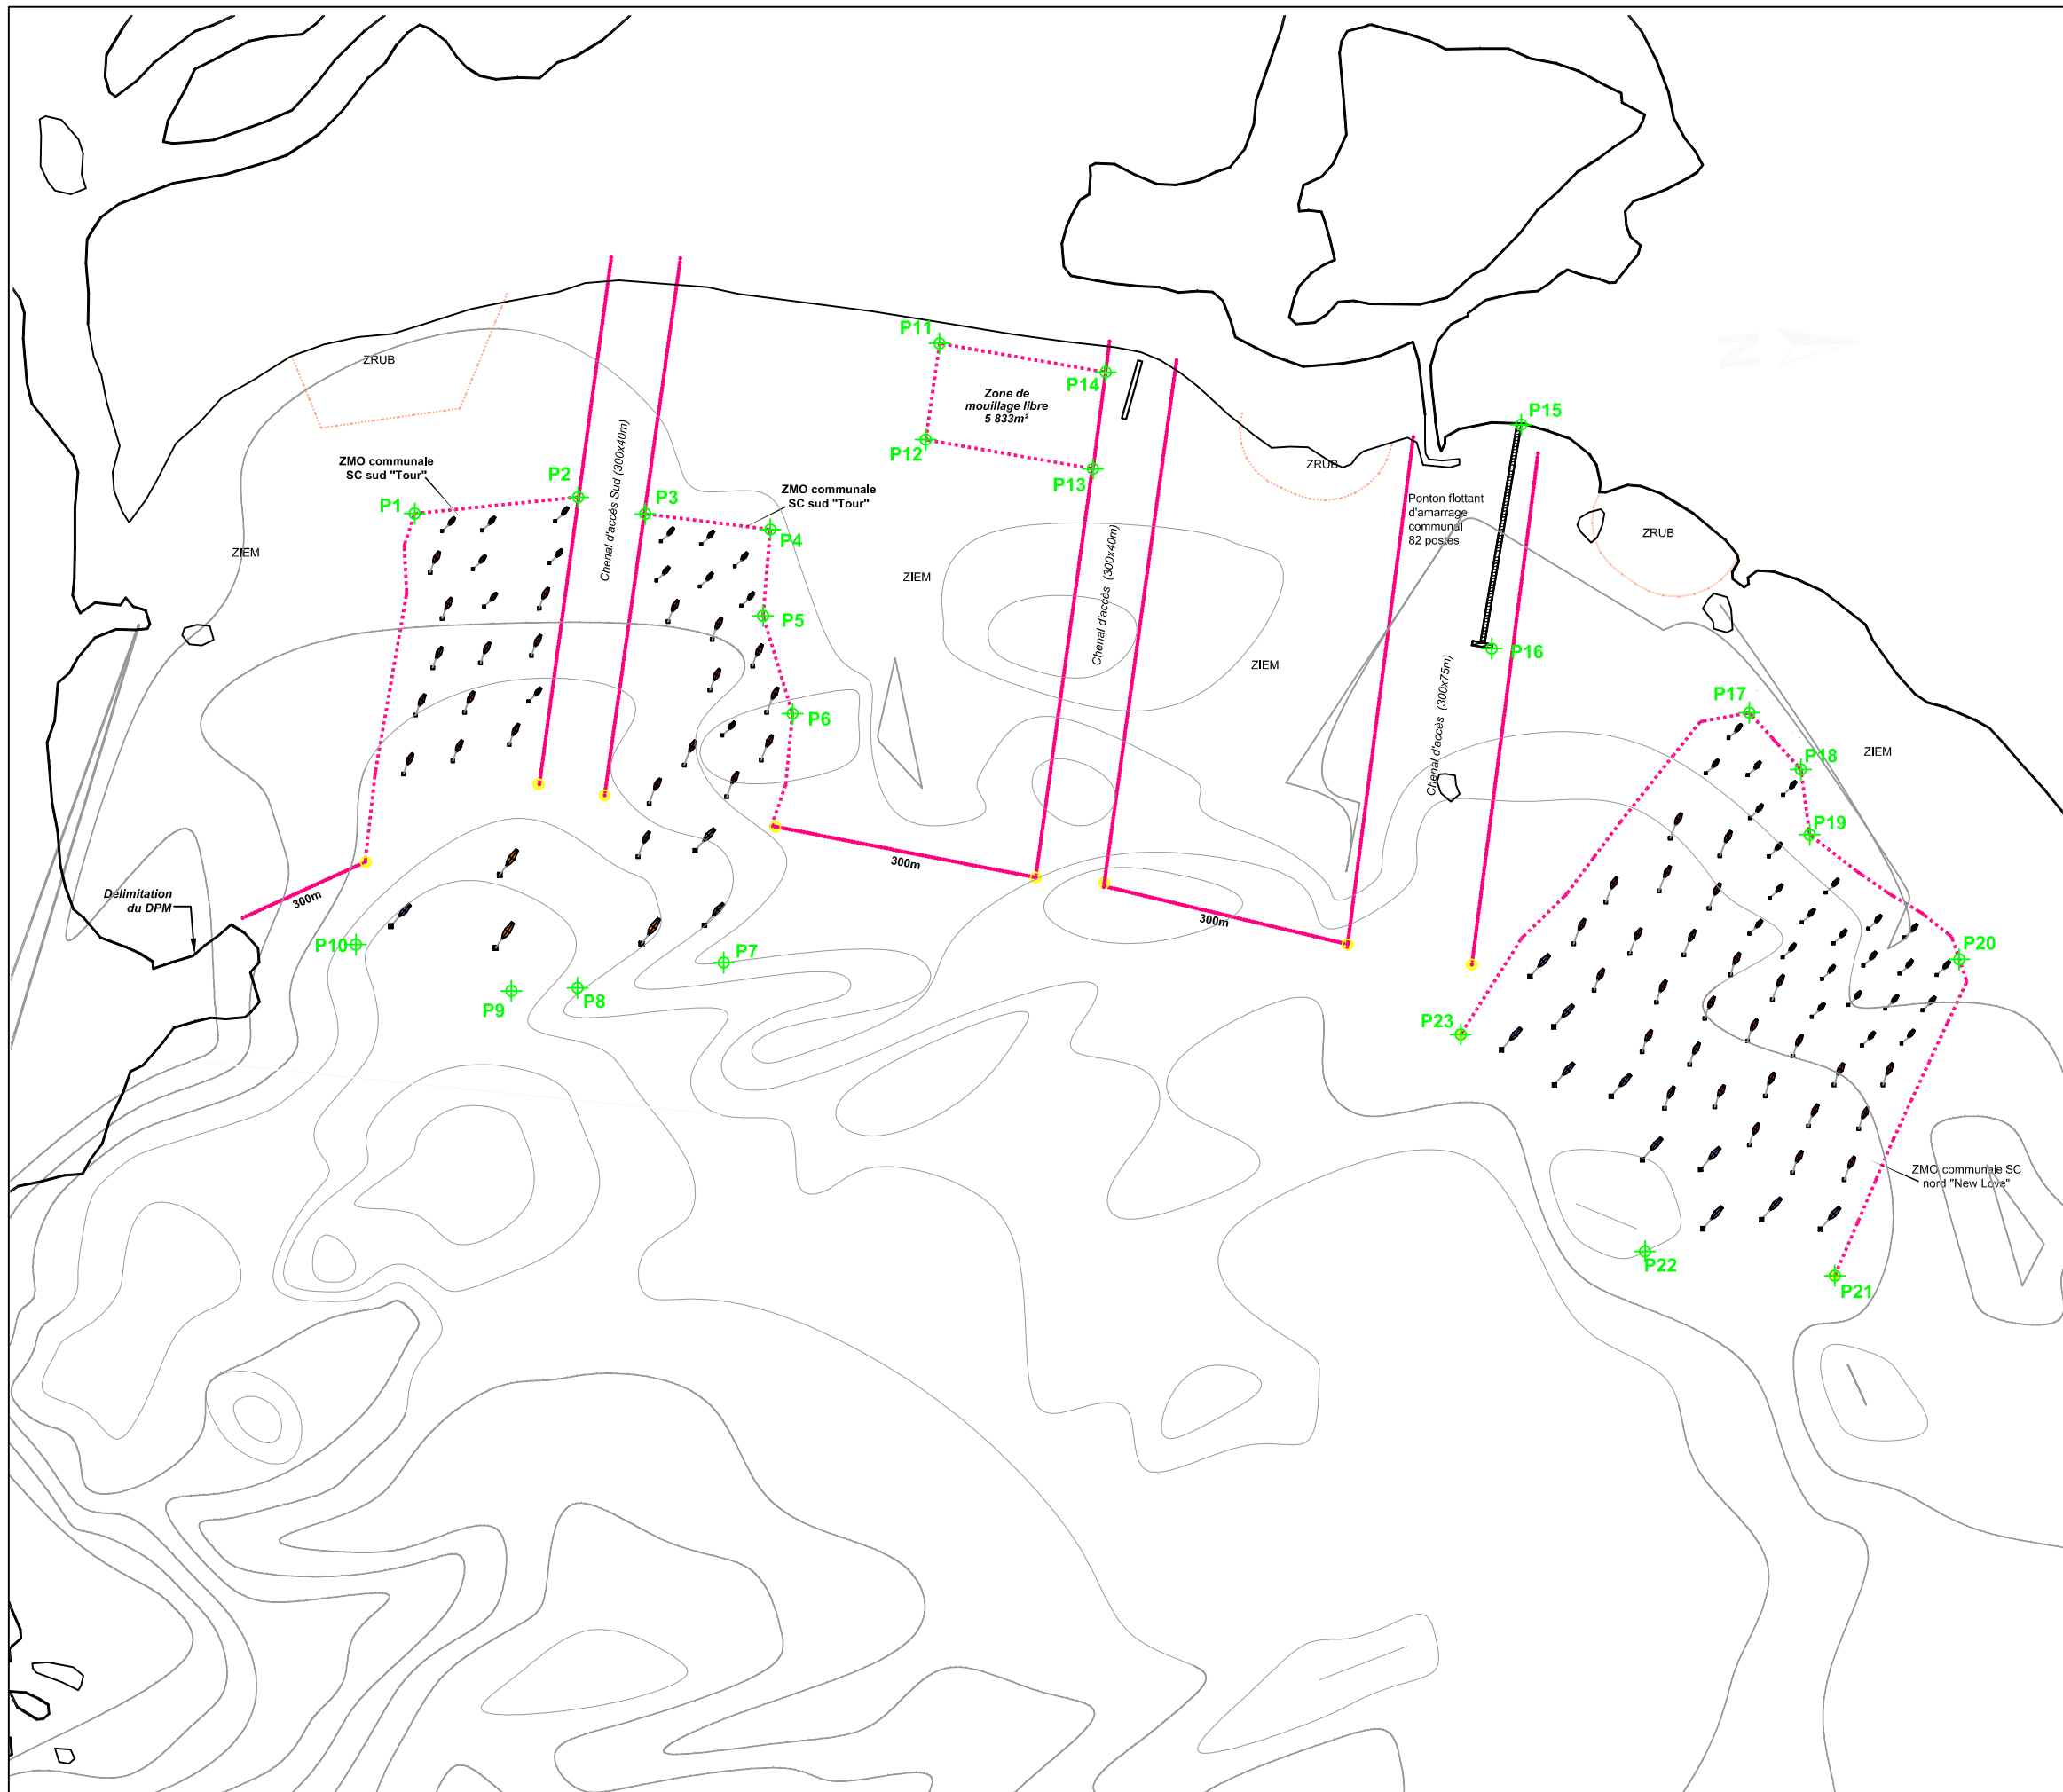 P11
ZRUB
P14
Zone de
mouillage libre
5 833m²
P15
P12
ZMO communale
SC sud "Tour"
P2
ZRUB
P13
ZMO communale
SC sud "Tour"
P1
P3
Chenal d'accès Sud (300x40m)
Ponton flottant
d'amarrage
communal
82 postes
P4
ZRUB
ZIEM
ZIEM
Chenal d'accès (300x40m)
P5
P16
ZIEM
Chenal d'accès (300x75m)
P17
P6
ZIEM
P18
P19
300m
Délimitation
du DPM
300m
300m
P10
P7
P20
P9
P8
P23
ZMO communale SC
nord "New Love"
P22
P21
N